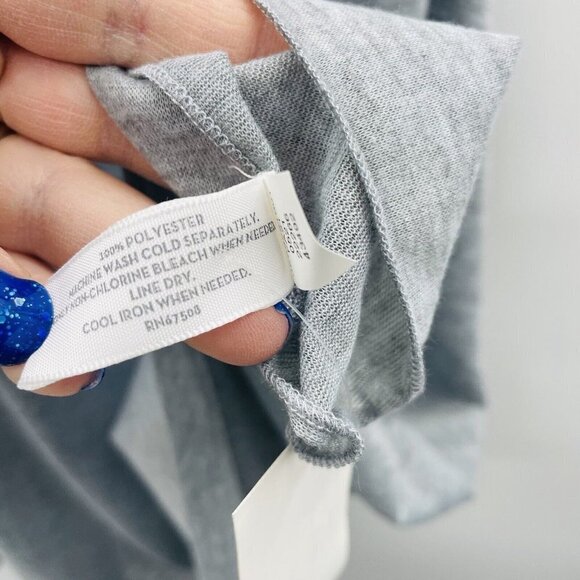 100% POLYESTER
MACHINE WASH COLD SEPARATELY.
NON-CHLORINE BLEACH WHEN NEEDED.
LINE DRY.
COOL IRON WHEN NEEDED.
RN67508